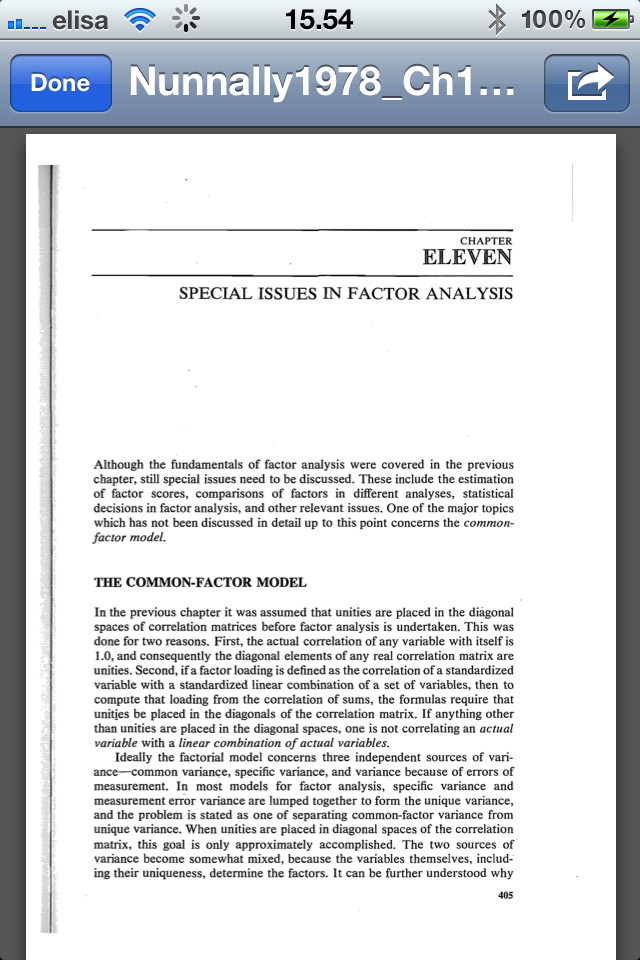 elisa 15.54 100%
Done Nunnally1978_Ch1...
CHAPTER
ELEVEN
SPECIAL ISSUES IN FACTOR ANALYSIS
Although the fundamentals of factor analysis were covered in the previous
chapter, still special issues need to be discussed. These include the estimation
of factor scores, comparisons of factors in different analyses, statistical
decisions in factor analysis, and other relevant issues. One of the major topics
which has not been discussed in detail up to this point concerns the common-
factor model.
THE COMMON-FACTOR MODEL
In the previous chapter it was assumed that unities are placed in the diagonal
spaces of correlation matrices before factor analysis is undertaken. This was
done for two reasons. First, the actual correlation of any variable with itself is
1.0, and consequently the diagonal elements of any real correlation matrix are
unities. Second, if a factor loading is defined as the correlation of a standardized
variable with a standardized linear combination of a set of variables, then to
compute that loading from the correlation of sums, the formulas require that
unities be placed in the diagonals of the correlation matrix. If anything other
than unities are placed in the diagonal spaces, one is not correlating an actual
variable with a linear combination of actual variables.
Ideally the factorial model concerns three independent sources of vari-
ance—common variance, specific variance, and variance because of errors of
measurement. In most models for factor analysis, specific variance and
measurement error variance are lumped together to form the unique variance,
and the problem is stated as one of separating common-factor variance from
unique variance. When unities are placed in diagonal spaces of the correlation
matrix, this goal is only approximately accomplished. The two sources of
variance become somewhat mixed, because the variables themselves, includ-
ing their uniqueness, determine the factors. It can be further understood why
405